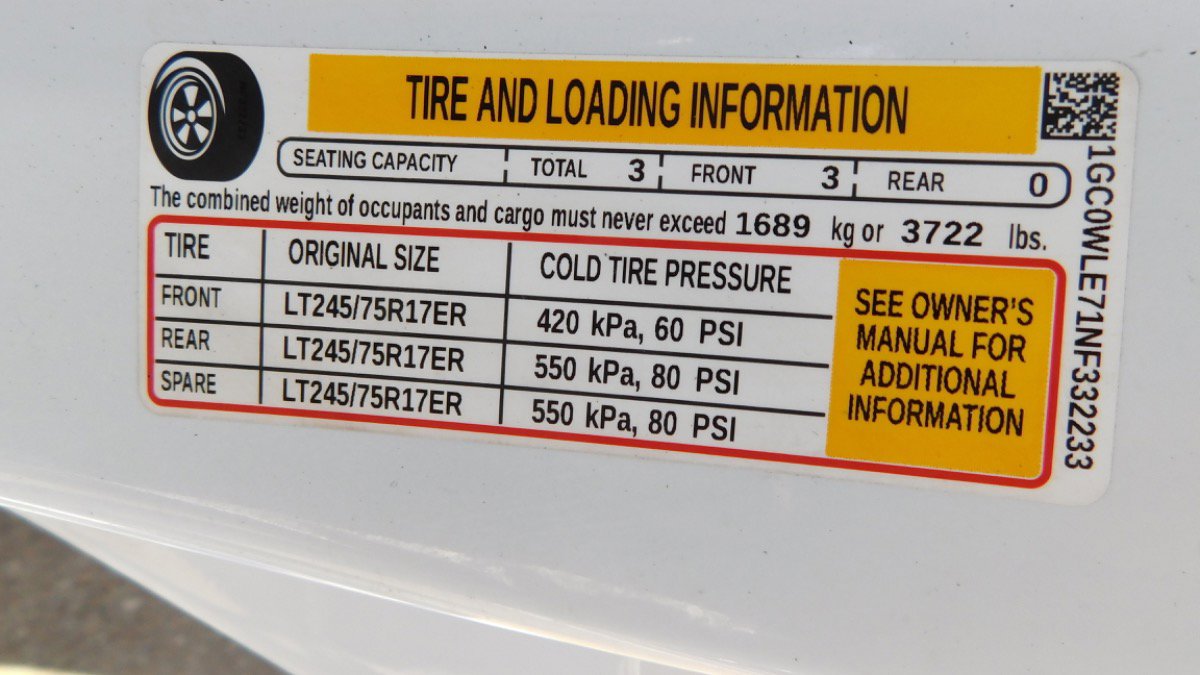 TIRE AND LOADING INFORMATION
SEATING CAPACITY TOTAL 3 FRONT 3 REAR 0
The combined weight of occupants and cargo must never exceed 1689 kg or 3722 lbs.
TIRE ORIGINAL SIZE COLD TIRE PRESSURE
FRONT LT245/75R17ER 420 kPa, 60 PSI
REAR LT245/75R17ER 550 kPa, 80 PSI
SPARE LT245/75R17ER 550 kPa, 80 PSI
SEE OWNER'S
MANUAL FOR
ADDITIONAL
INFORMATION
1GC0WLE71NF332233